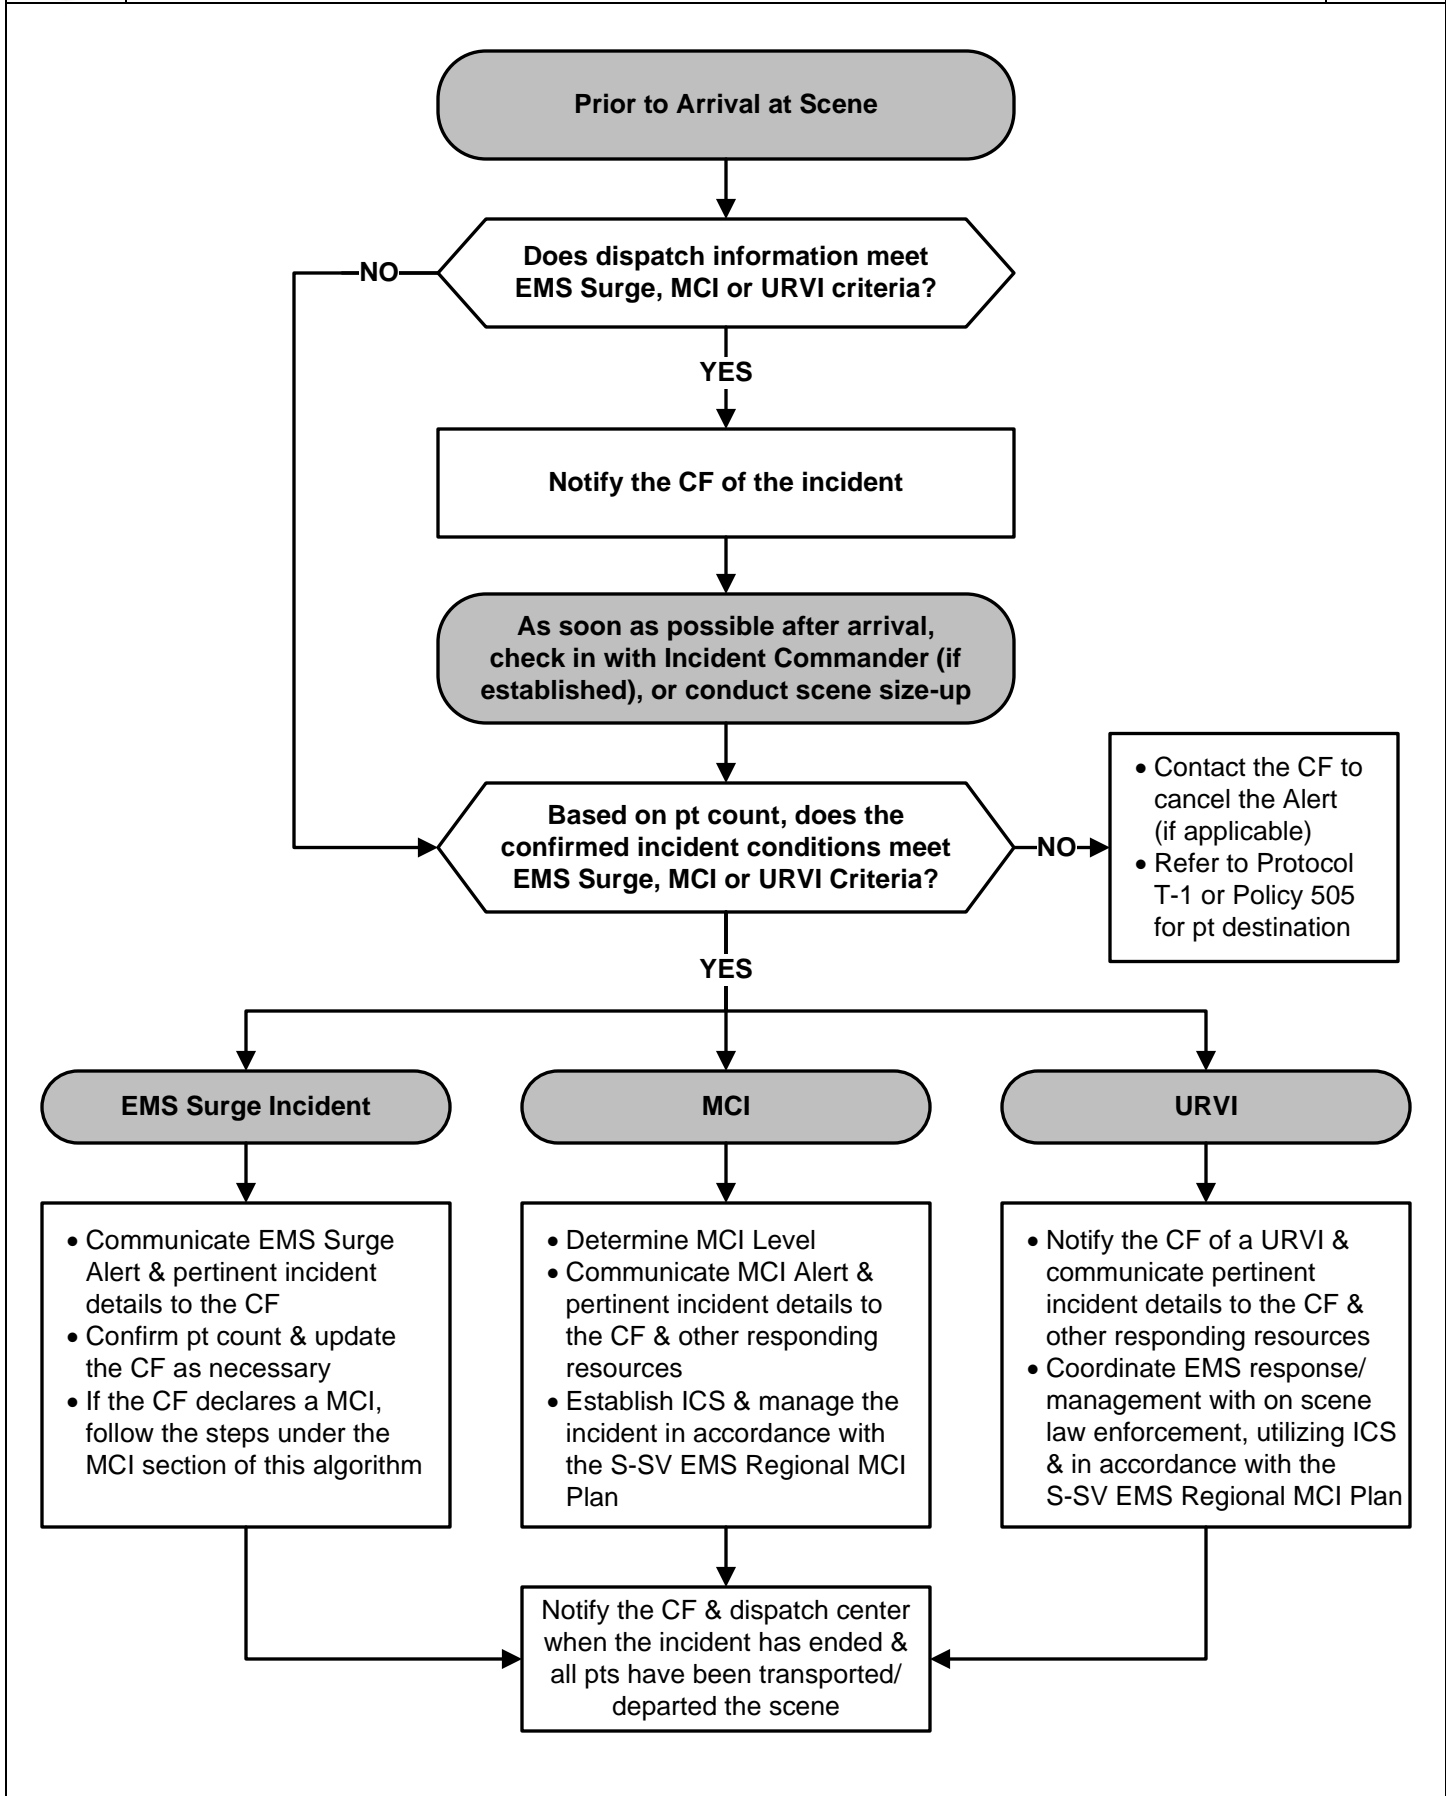 Prior to Arrival at Scene
Does dispatch information meet
EMS Surge, MCI or URVI criteria?
NO
YES
Notify the CF of the incident
As soon as possible after arrival,
check in with Incident Commander (if
established), or conduct scene size-up
Based on pt count, does the
confirmed incident conditions meet
EMS Surge, MCI or URVI Criteria?
NO
• Contact the CF to
cancel the Alert
(if applicable)
• Refer to Protocol
T-1 or Policy 505
for pt destination
YES
EMS Surge Incident
• Communicate EMS Surge
Alert & pertinent incident
details to the CF
• Confirm pt count & update
the CF as necessary
• If the CF declares a MCI,
follow the steps under the
MCI section of this algorithm
MCI
• Determine MCI Level
• Communicate MCI Alert &
pertinent incident details to
the CF & other responding
resources
• Establish ICS & manage the
incident in accordance with
the S-SV EMS Regional MCI
Plan
URVI
• Notify the CF of a URVI &
communicate pertinent
incident details to the CF &
other responding resources
• Coordinate EMS response/
management with on scene
law enforcement, utilizing ICS
& in accordance with the
S-SV EMS Regional MCI Plan
Notify the CF & dispatch center
when the incident has ended &
all pts have been transported/
departed the scene